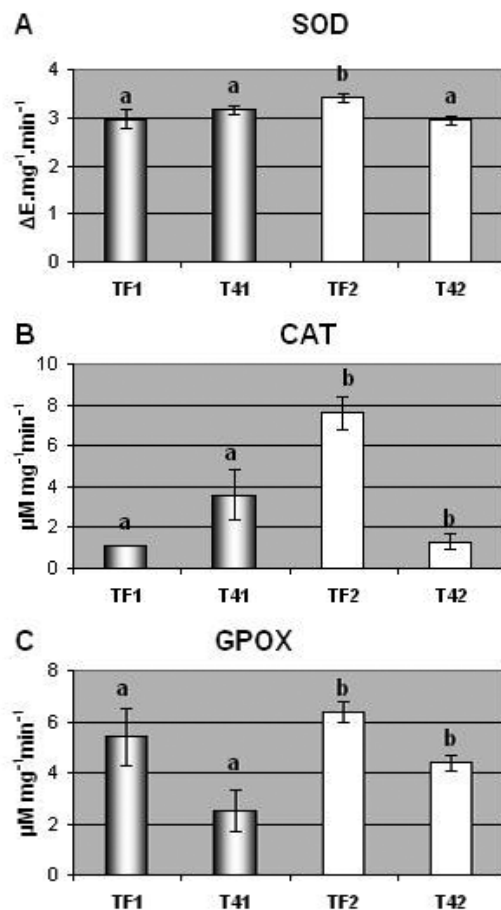 A SOD
4
3
2
1
0
ΔE.mg⁻¹.min⁻¹
a a b a
TF1 T41 TF2 T42
B CAT
10
8
6
4
2
0
µM mg⁻¹min⁻¹
a a b b
TF1 T41 TF2 T42
C GPOX
8
6
4
2
0
µM mg⁻¹min⁻¹
a a b b
TF1 T41 TF2 T42